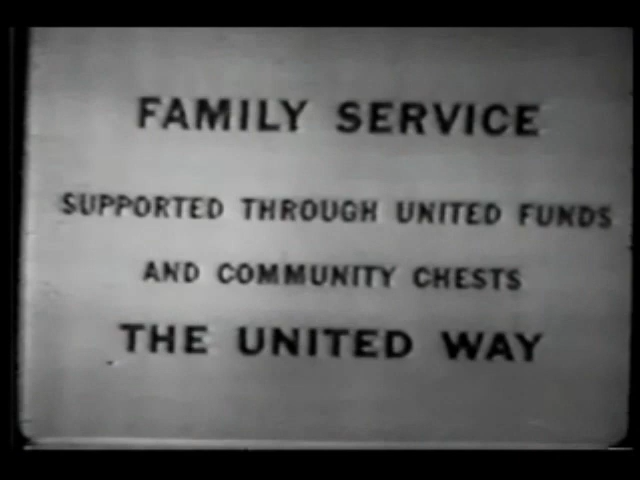 FAMILY SERVICE
SUPPORTED THROUGH UNITED FUNDS
AND COMMUNITY CHESTS
THE UNITED WAY